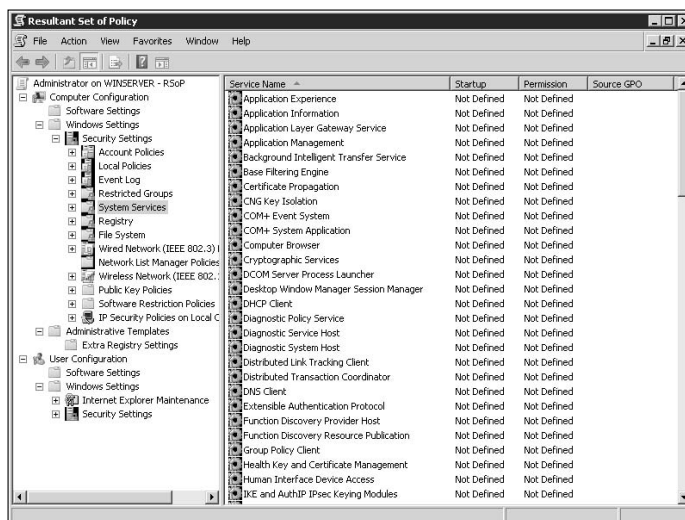 Resultant Set of Policy
File Action View Favorites Window Help
Administrator on WINSERVER - RSoP
Computer Configuration
Software Settings
Windows Settings
Security Settings
Account Policies
Local Policies
Event Log
Restricted Groups
System Services
Registry
File System
Wired Network (IEEE 802.3)
Network List Manager Policies
Wireless Network (IEEE 802.
Public Key Policies
Software Restriction Policies
IP Security Policies on Local C
Administrative Templates
Extra Registry Settings
User Configuration
Software Settings
Windows Settings
Internet Explorer Maintenance
Security Settings
Service Name Startup Permission Source GPO
Application Experience Not Defined Not Defined
Application Information Not Defined Not Defined
Application Layer Gateway Service Not Defined Not Defined
Application Management Not Defined Not Defined
Background Intelligent Transfer Service Not Defined Not Defined
Base Filtering Engine Not Defined Not Defined
Certificate Propagation Not Defined Not Defined
CNG Key Isolation Not Defined Not Defined
COM+ Event System Not Defined Not Defined
COM+ System Application Not Defined Not Defined
Computer Browser Not Defined Not Defined
Cryptographic Services Not Defined Not Defined
DCOM Server Process Launcher Not Defined Not Defined
Desktop Window Manager Session Manager Not Defined Not Defined
DHCP Client Not Defined Not Defined
Diagnostic Policy Service Not Defined Not Defined
Diagnostic Service Host Not Defined Not Defined
Diagnostic System Host Not Defined Not Defined
Distributed Link Tracking Client Not Defined Not Defined
Distributed Transaction Coordinator Not Defined Not Defined
DNS Client Not Defined Not Defined
Extensible Authentication Protocol Not Defined Not Defined
Function Discovery Provider Host Not Defined Not Defined
Function Discovery Resource Publication Not Defined Not Defined
Group Policy Client Not Defined Not Defined
Health Key and Certificate Management Not Defined Not Defined
Human Interface Device Access Not Defined Not Defined
IKE and AuthIP IPsec Keying Modules Not Defined Not Defined